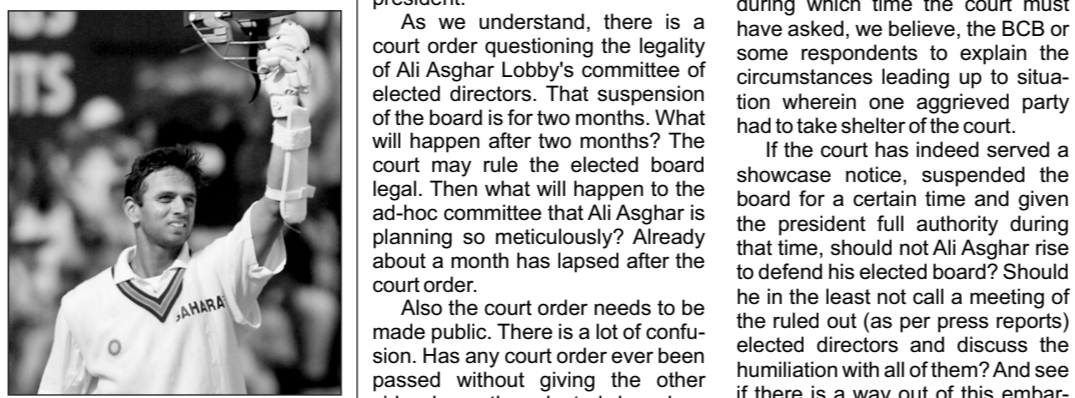 TS
SAHARA
president.
As we understand, there is a
court order questioning the legality
of Ali Asghar Lobby's committee of
elected directors. That suspension
of the board is for two months. What
will happen after two months? The
court may rule the elected board
legal. Then what will happen to the
ad-hoc committee that Ali Asghar is
planning so meticulously? Already
about a month has lapsed after the
court order.
Also the court order needs to be
made public. There is a lot of confu-
sion. Has any court order ever been
passed without giving the other
during which time the court must
have asked, we believe, the BCB or
some respondents to explain the
circumstances leading up to situa-
tion wherein one aggrieved party
had to take shelter of the court.
If the court has indeed served a
showcase notice, suspended the
board for a certain time and given
the president full authority during
that time, should not Ali Asghar rise
to defend his elected board? Should
he in the least not call a meeting of
the ruled out (as per press reports)
elected directors and discuss the
humiliation with all of them? And see
if there is a way out of this embar-